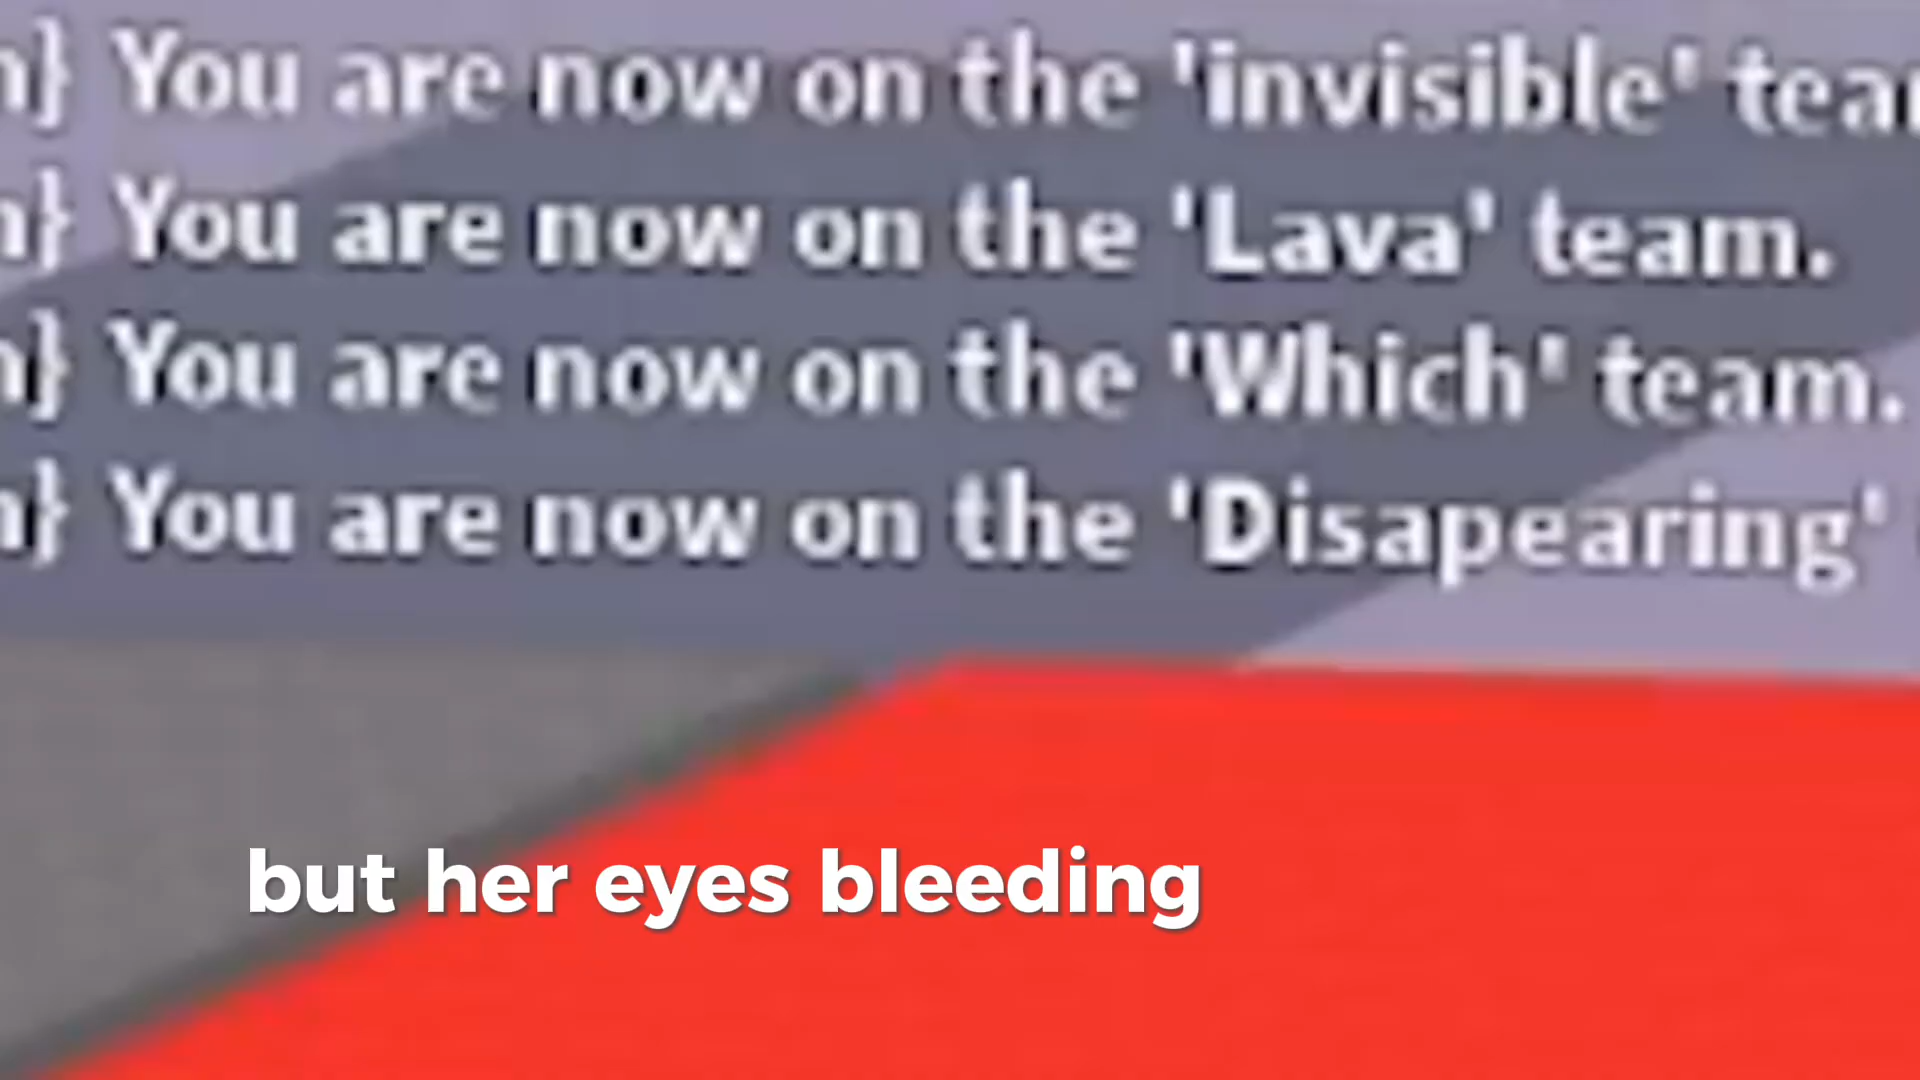 You are now on the 'invisible'
You are now on the 'Lava' team.
You are now on the 'Which' team.
You are now on the 'Disapearing'
but her eyes bleeding